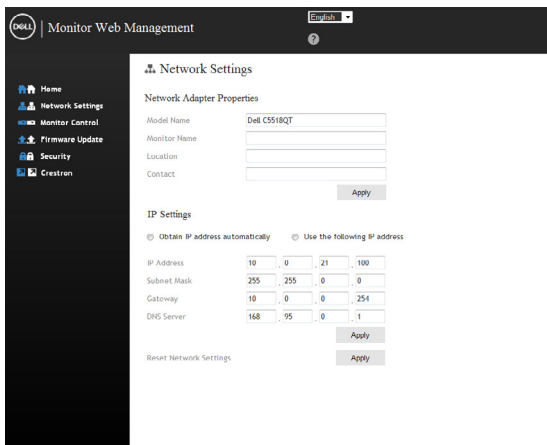 DELL
Monitor Web Management
English
?
Home
Network Settings
Monitor Control
Firmware Update
Security
Crestron
Network Settings
Network Adapter Properties
Model Name Dell C5518QT
Monitor Name
Location
Contact
Apply
IP Settings
Obtain IP address automatically Use the following IP address
IP Address 10 . 0 . 21 . 100
Subnet Mask 255 . 255 . 0 . 0
Gateway 10 . 0 . 0 . 254
DNS Server 168 . 95 . 0 . 1
Apply
Reset Network Settings Apply